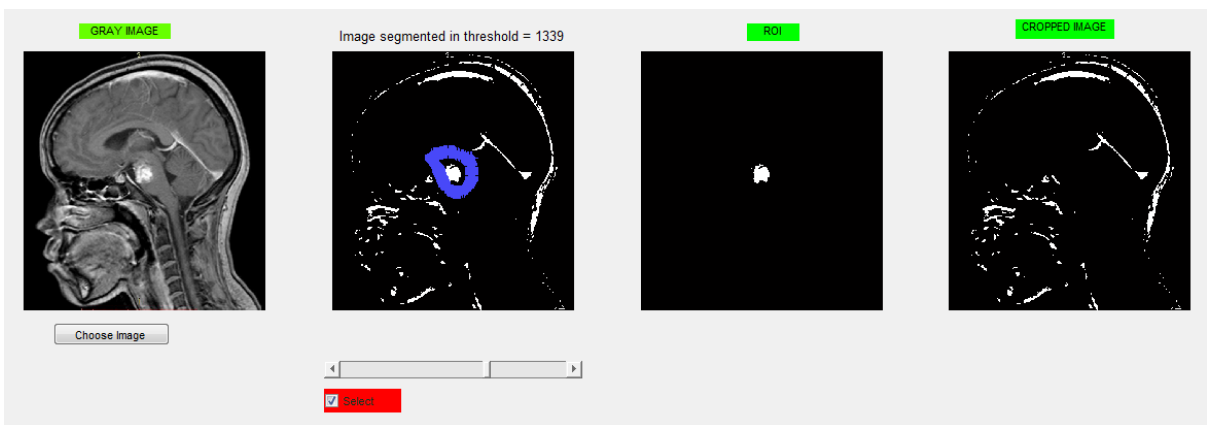 GRAY IMAGE
Image segmented in threshold = 1339
ROI
CROPPED IMAGE
Choose Image
Select